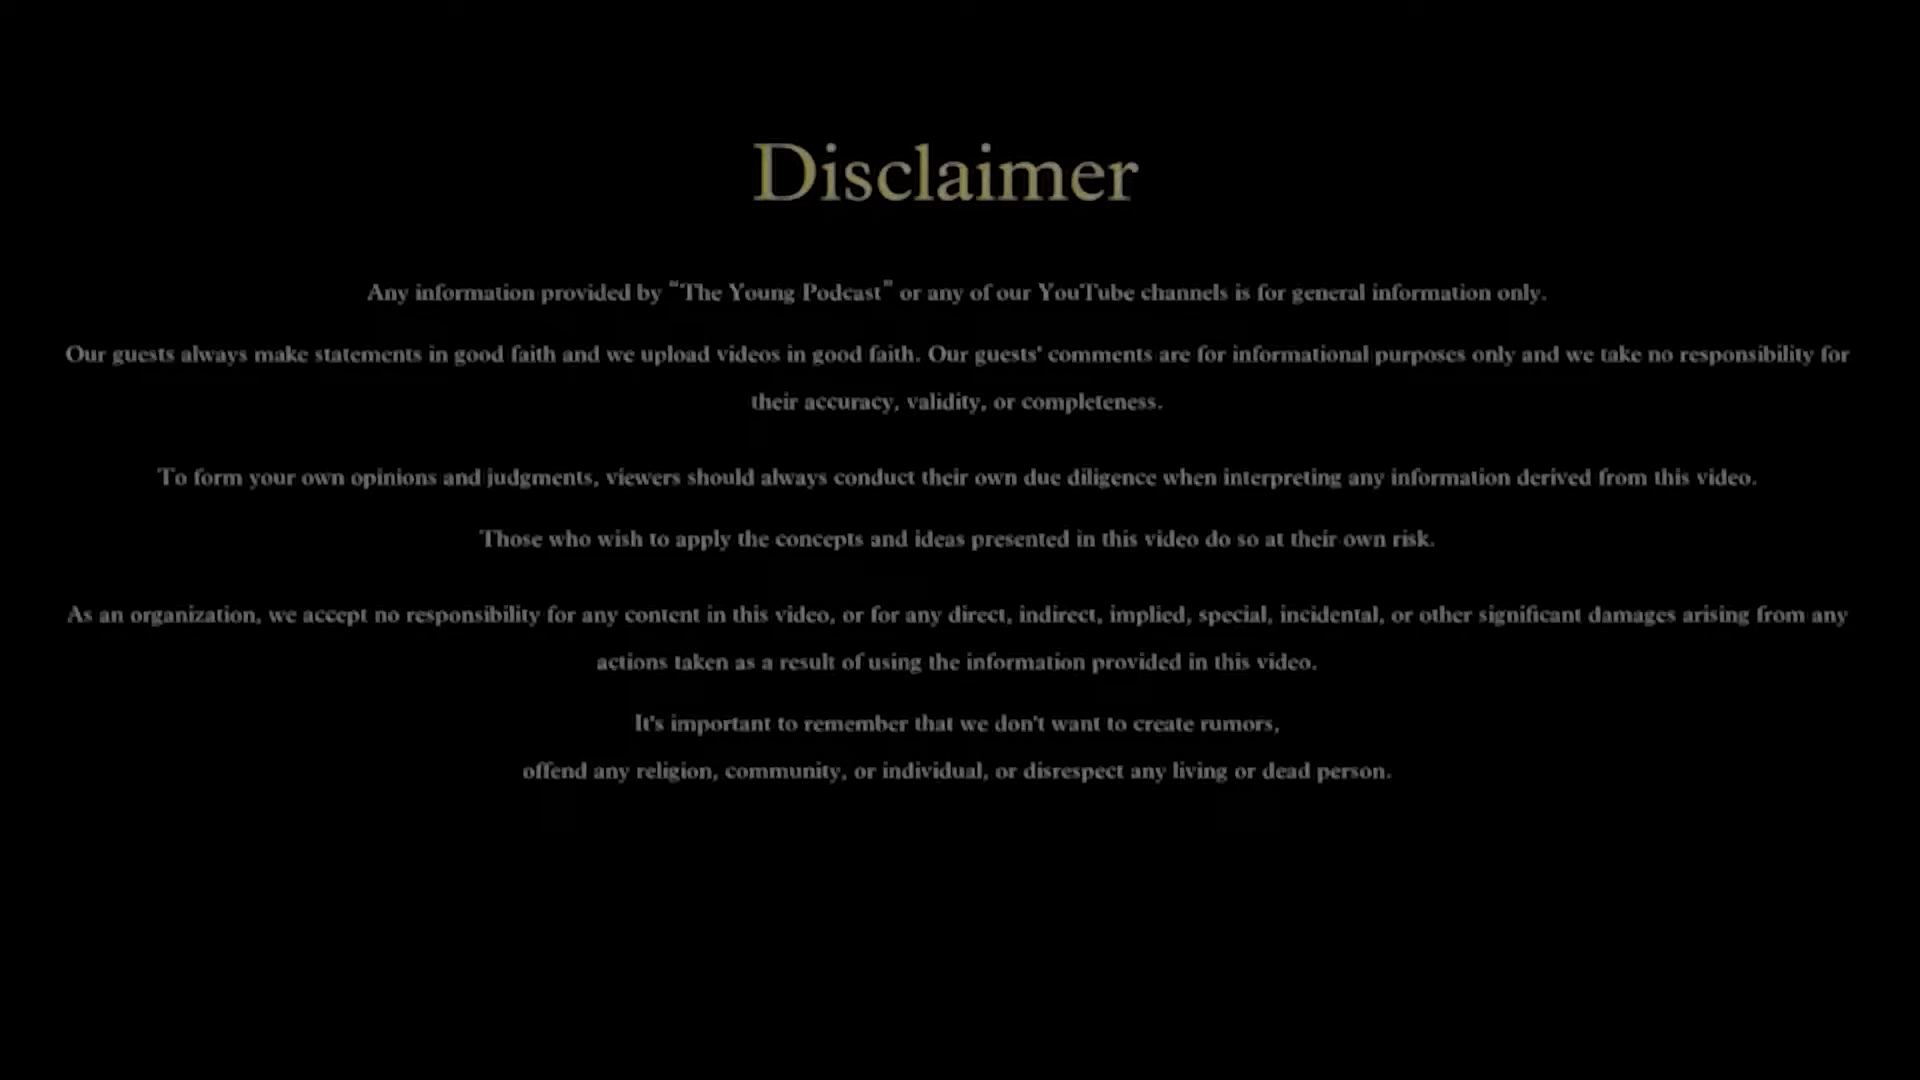 Disclaimer
Any information provided by “The Young Podcast” or any of our YouTube channels is for general information only.
Our guests always make statements in good faith and we upload videos in good faith. Our guests' comments are for informational purposes only and we take no responsibility for
their accuracy, validity, or completeness.
To form your own opinions and judgments, viewers should always conduct their own due diligence when interpreting any information derived from this video.
Those who wish to apply the concepts and ideas presented in this video do so at their own risk.
As an organization, we accept no responsibility for any content in this video, or for any direct, indirect, implied, special, incidental, or other significant damages arising from any
actions taken as a result of using the information provided in this video.
It's important to remember that we don't want to create rumors,
offend any religion, community, or individual, or disrespect any living or dead person.